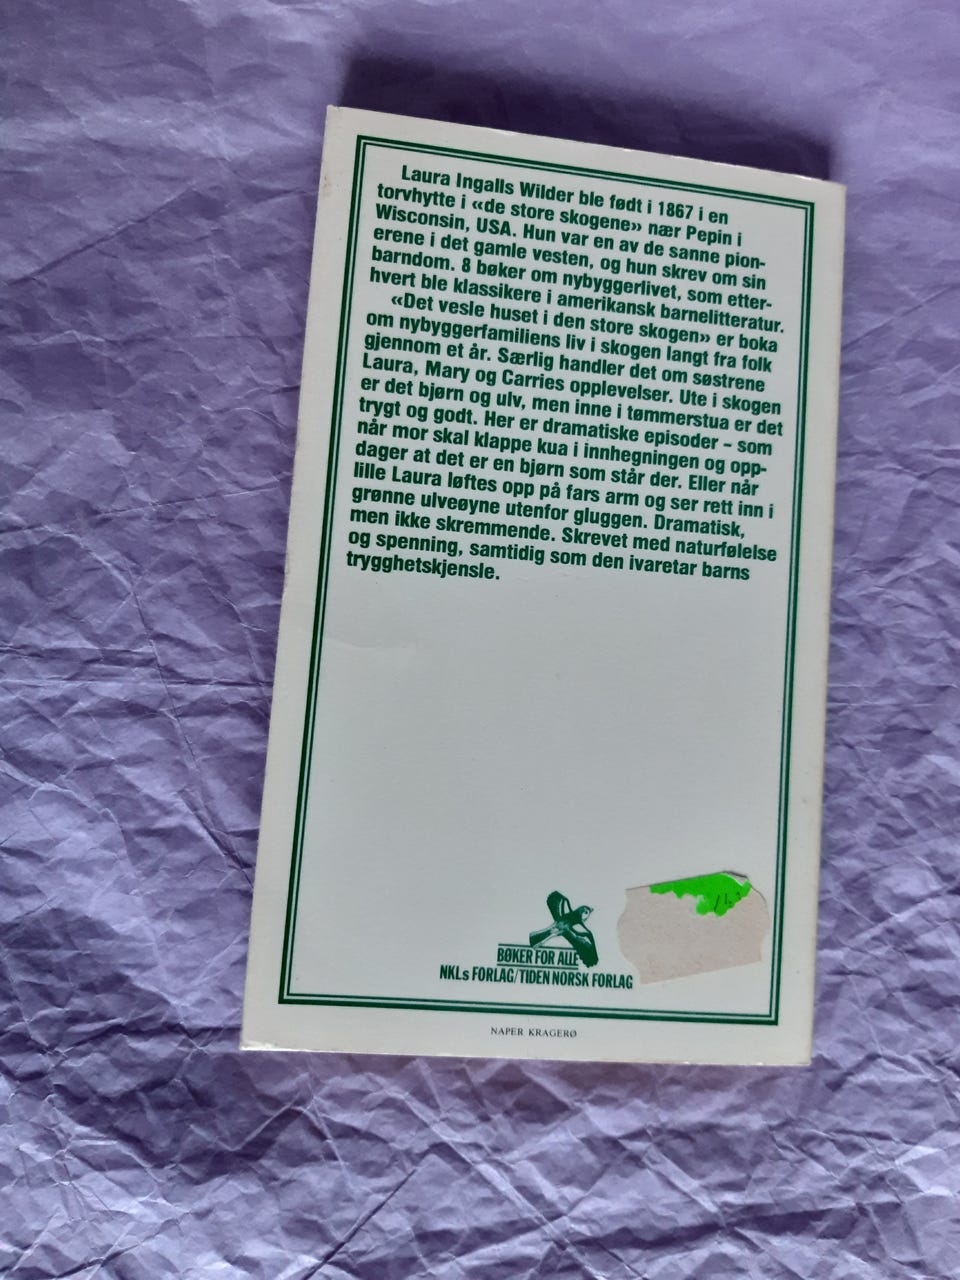 Laura Ingalls Wilder ble født i 1867 i en
torvhytte i «de store skogene» nær Pepin i
Wisconsin, USA. Hun var en av de sanne pion-
erene i det gamle vesten, og hun skrev om sin
barndom. 8 bøker om nybyggerlivet, som etter-
hvert ble klassikere i amerikansk barnelitteratur.
«Det vesle huset i den store skogen» er boka
om nybyggerfamiliens liv i skogen langt fra folk
gjennom et år. Særlig handler det om søstrene
Laura, Mary og Carries opplevelser. Ute i skogen
er det bjørn og ulv, men inne i tømmerstua er det
trygt og godt. Her er dramatiske episoder – som
når mor skal klappe kua i innhegningen og opp-
dager at det er en bjørn som står der. Eller når
lille Laura løftes opp på fars arm og ser rett inn i
grønne ulveøyne utenfor gluggen. Dramatisk,
men ikke skremmende. Skrevet med naturfølelse
og spenning, samtidig som den ivaretar barns
trygghetskjensle.
BØKER FOR ALLE
NKLs FORLAG/TIDEN NORSK FORLAG
NAPER KRAGERØ